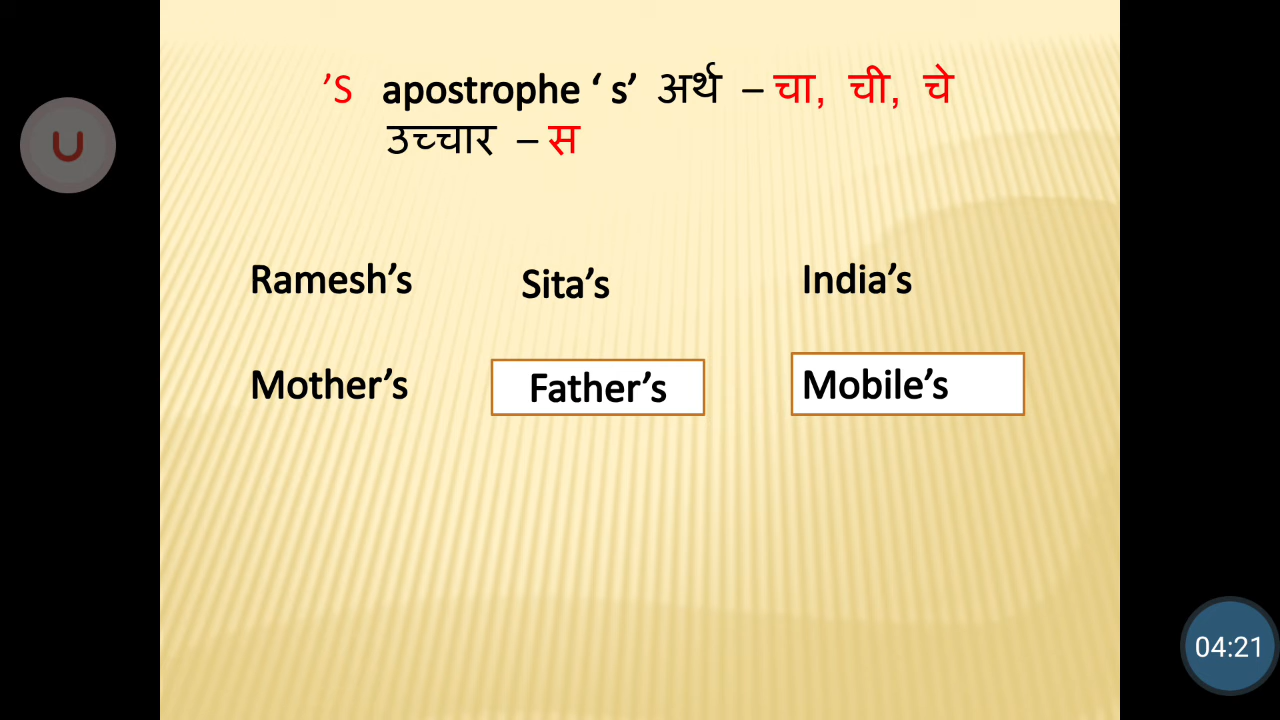 ’S apostrophe ‘ s’ अर्थ – चा, ची, चे
उच्चार – स
Ramesh’s Sita’s India’s
Mother’s Father’s Mobile’s
04:21